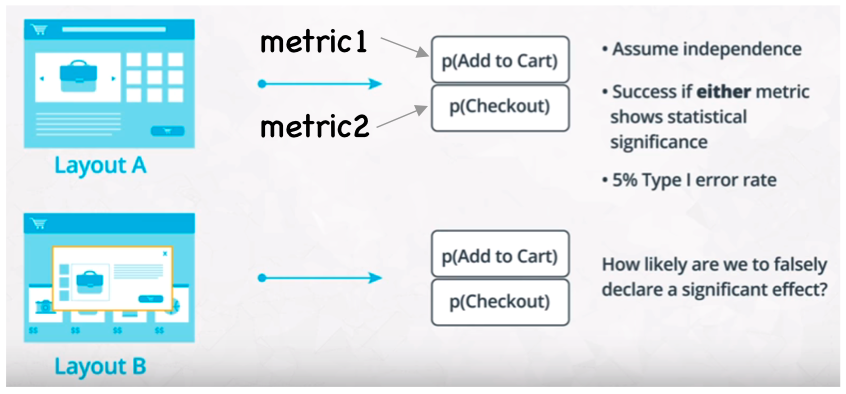 metric1
p(Add to Cart)
p(Checkout)
metric2
Layout A
• Assume independence
• Success if either metric
shows statistical
significance
• 5% Type I error rate
$$ $$ $$ $$
Layout B
p(Add to Cart)
p(Checkout)
How likely are we to falsely
declare a significant effect?